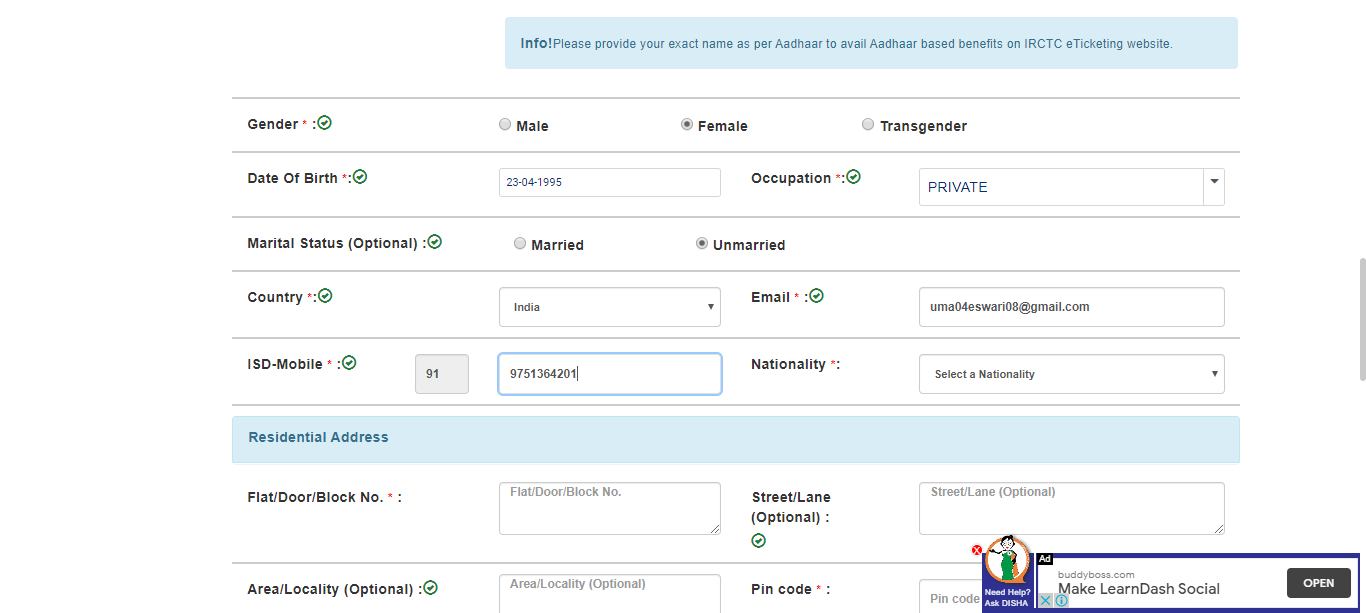 Info!Please provide your exact name as per Aadhaar to avail Aadhaar based benefits on IRCTC eTicketing website.
Gender * : Male Female Transgender
Date Of Birth *: 23-04-1995 Occupation *: PRIVATE
Marital Status (Optional) : Married Unmarried
Country *: India Email * : uma04eswari08@gmail.com
ISD-Mobile * : 91 9751364201 Nationality *: Select a Nationality
Residential Address
Flat/Door/Block No. * : Flat/Door/Block No. Street/Lane (Optional)
Street/Lane
(Optional) :
Area/Locality (Optional) : Area/Locality (Optional) Pin code * : Pin code
Need Help?
Ask DISHA
Ad
buddyboss.com
Make LearnDash Social
OPEN